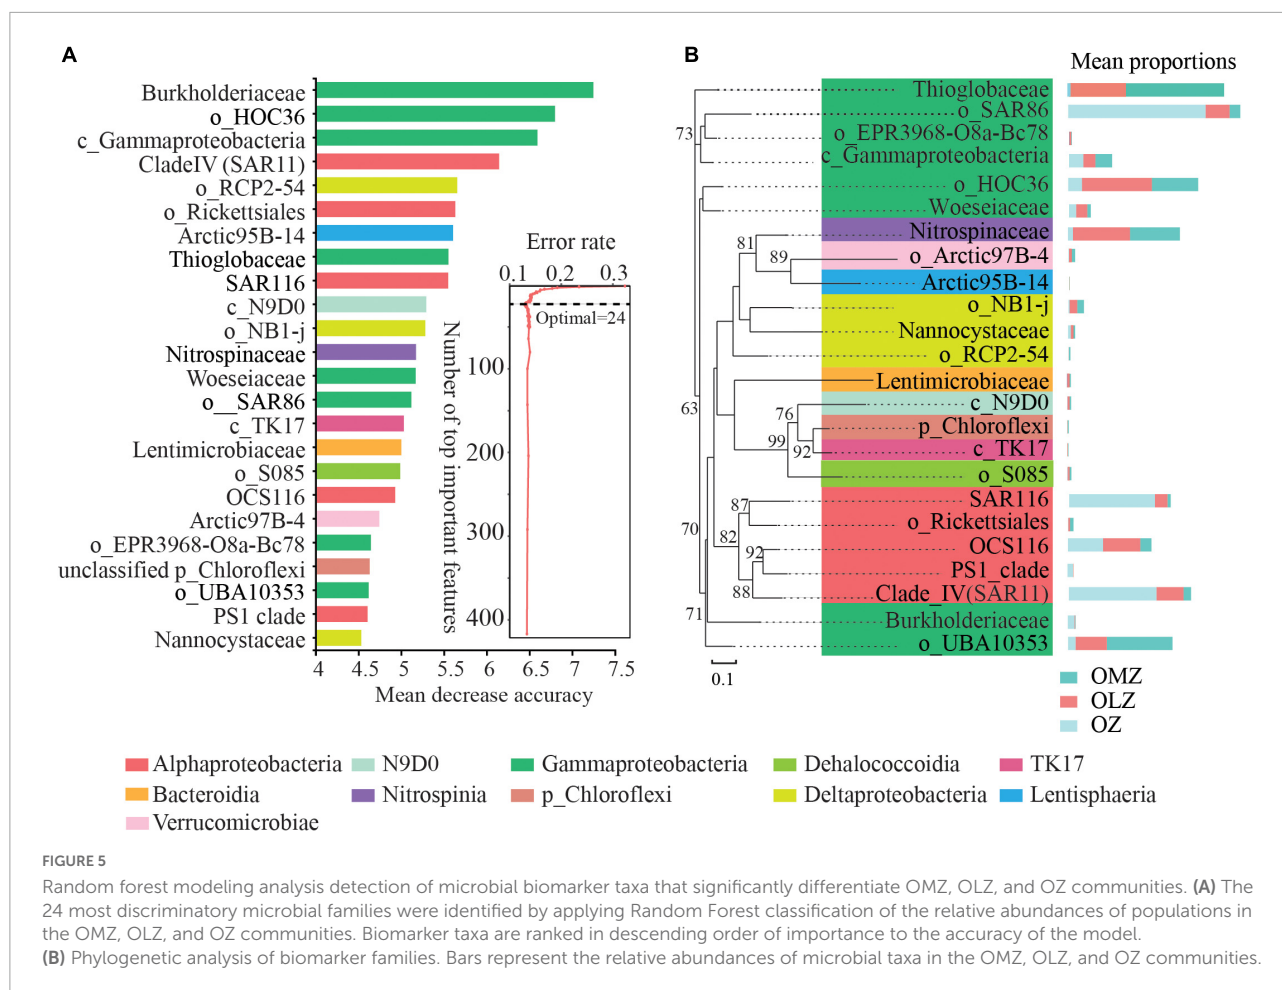 A
Burkholderiaceae
o_HOC36
c_Gammaproteobacteria
CladeIV (SAR11)
o_RCP2-54
o_Rickettsiales
Arctic95B-14
Thioglobaceae
SAR116
c_N9D0
o_NB1-j
Nitrospinaceae
Woeseiaceae
o__SAR86
c_TK17
Lentimicrobiaceae
o_S085
OCS116
Arctic97B-4
o_EPR3968-O8a-Bc78
unclassified p_Chloroflexi
o_UBA10353
PS1 clade
Nannocystaceae
4 4.5 5 5.5 6 6.5 7 7.5
Mean decrease accuracy
Error rate
0.1 0.2 0.3
Optimal=24
Number of top important features
100
200
300
400
B
Mean proportions
Thioglobaceae
o_SAR86
o_EPR3968-O8a-Bc78
c_Gammaproteobacteria
o_HOC36
Woeseiaceae
Nitrospinaceae
o_Arctic97B-4
Arctic95B-14
o_NB1-j
Nannocystaceae
o_RCP2-54
Lentimicrobiaceae
c_N9D0
p_Chloroflexi
c_TK17
o_S085
SAR116
o_Rickettsiales
OCS116
PS1_clade
Clade_IV(SAR11)
Burkholderiaceae
o_UBA10353
73
81
89
63
76
99
92
87
70
82
92
88
71
0.1
OMZ
OLZ
OZ
Alphaproteobacteria N9D0 Gammaproteobacteria Dehalococcoidia TK17
Bacteroidia Nitrospinia p_Chloroflexi Deltaproteobacteria Lentisphaeria
Verrucomicrobiae
FIGURE 5
Random forest modeling analysis detection of microbial biomarker taxa that significantly differentiate OMZ, OLZ, and OZ communities. (A) The
24 most discriminatory microbial families were identified by applying Random Forest classification of the relative abundances of populations in
the OMZ, OLZ, and OZ communities. Biomarker taxa are ranked in descending order of importance to the accuracy of the model.
(B) Phylogenetic analysis of biomarker families. Bars represent the relative abundances of microbial taxa in the OMZ, OLZ, and OZ communities.